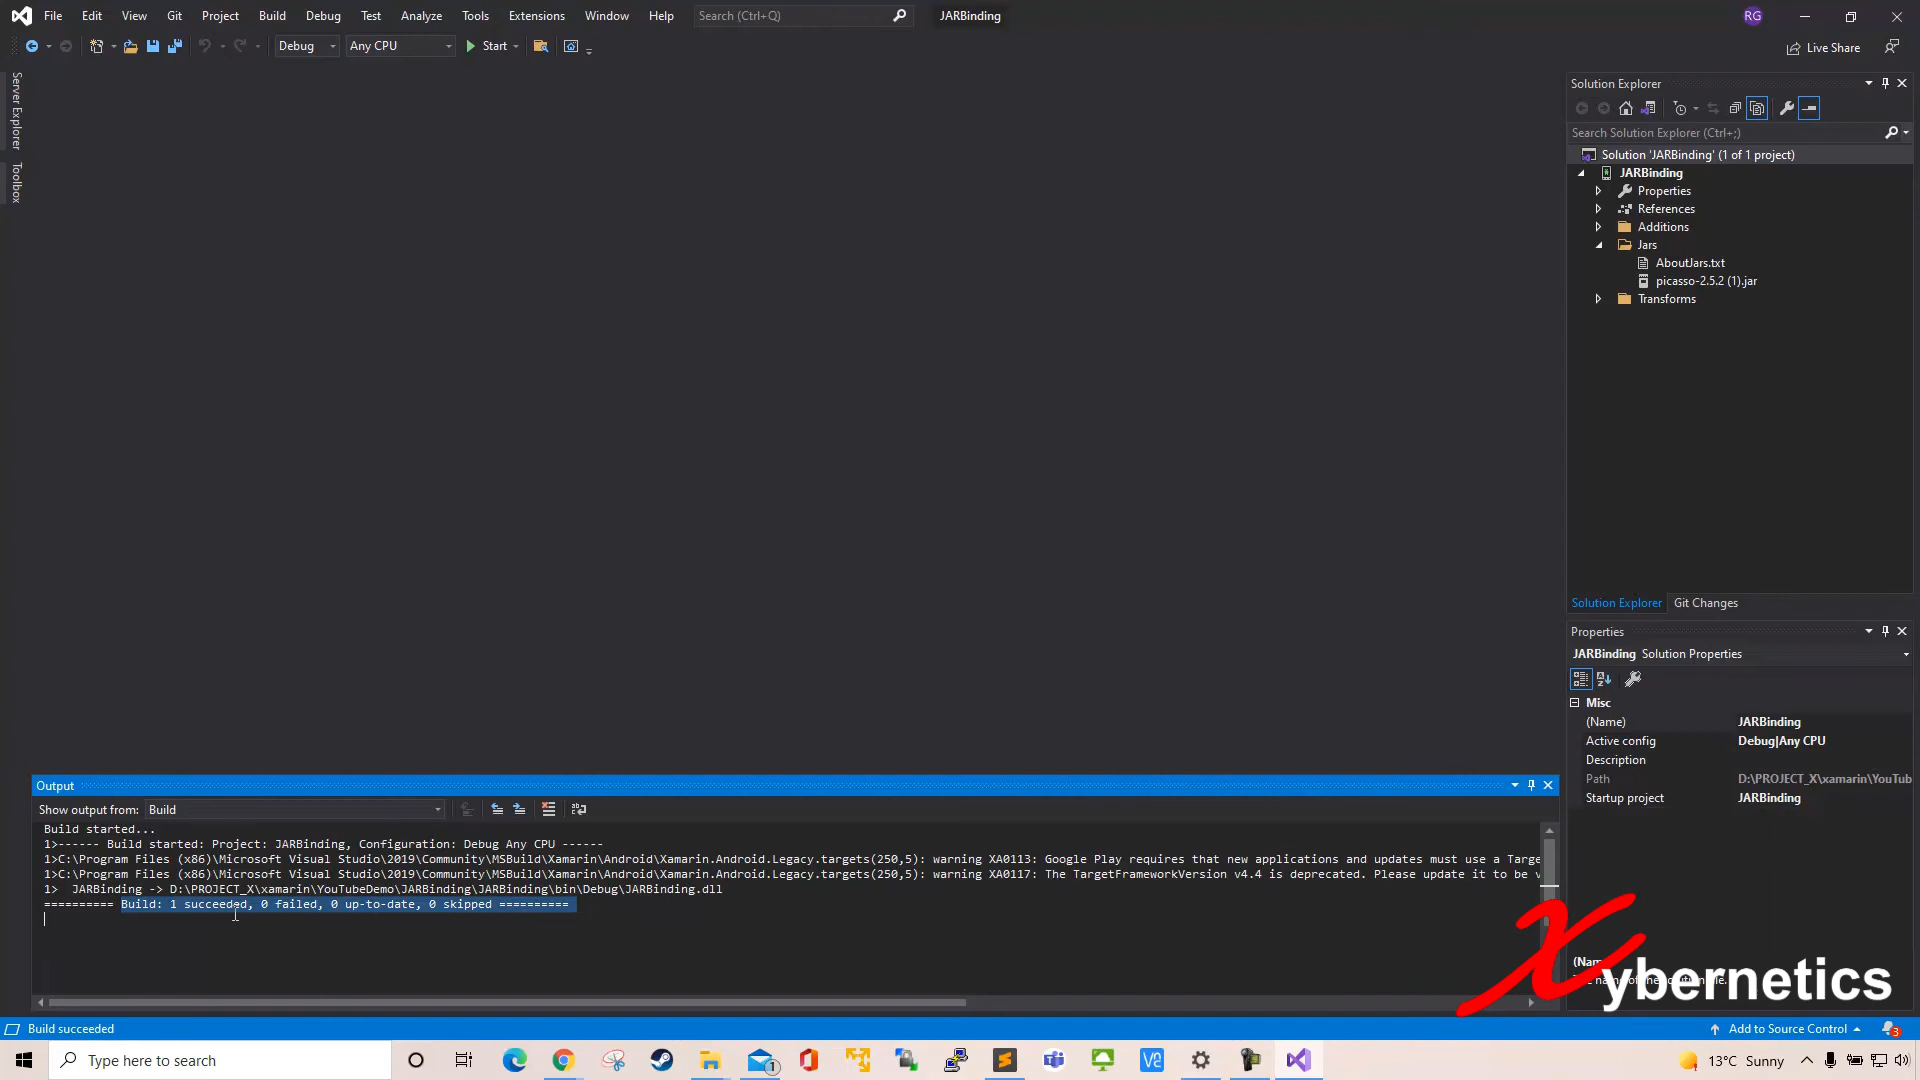 File Edit View Git Project Build Debug Test Analyze Tools Extensions Window Help Search (Ctrl+Q) JARBinding RG
Debug Any CPU Start Live Share
Server Explorer
Toolbox
Solution Explorer
Search Solution Explorer (Ctrl+;)
Solution 'JARBinding' (1 of 1 project)
JARBinding
Properties
References
Additions
Jars
AboutJars.txt
picasso-2.5.2 (1).jar
Transforms
Solution Explorer Git Changes
Properties
JARBinding Solution Properties
Misc
(Name) JARBinding
Active config Debug|Any CPU
Description
Path D:\PROJECT_X\xamarin\YouTub
Startup project JARBinding
Output
Show output from: Build
Build started...
1>------ Build started: Project: JARBinding, Configuration: Debug Any CPU ------
1>C:\Program Files (x86)\Microsoft Visual Studio\2019\Community\MSBuild\Xamarin\Android\Xamarin.Android.Legacy.targets(250,5): warning XA0113: Google Play requires that new applications and updates must use a Targe
1>C:\Program Files (x86)\Microsoft Visual Studio\2019\Community\MSBuild\Xamarin\Android\Xamarin.Android.Legacy.targets(250,5): warning XA0117: The TargetFrameworkVersion v4.4 is deprecated. Please update it to be v
1>  JARBinding -> D:\PROJECT_X\xamarin\YouTubeDemo\JARBinding\JARBinding\bin\Debug\JARBinding.dll
========== Build: 1 succeeded, 0 failed, 0 up-to-date, 0 skipped ==========
(Nam
Xybernetics
Build succeeded Add to Source Control 3
Type here to search 1 13°C Sunny